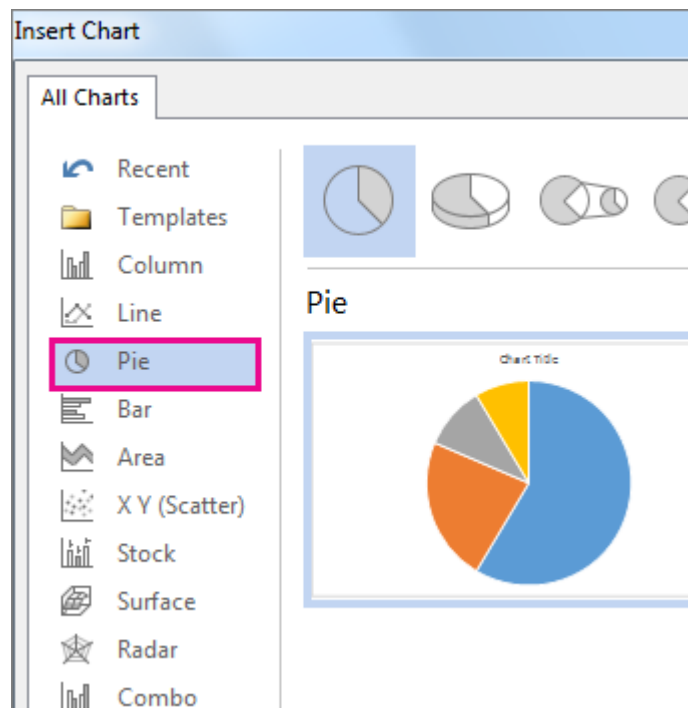 Insert Chart
All Charts
Recent
Templates
Column
Line
Pie
Bar
Area
X Y (Scatter)
Stock
Surface
Radar
Combo
Pie
Chart Title